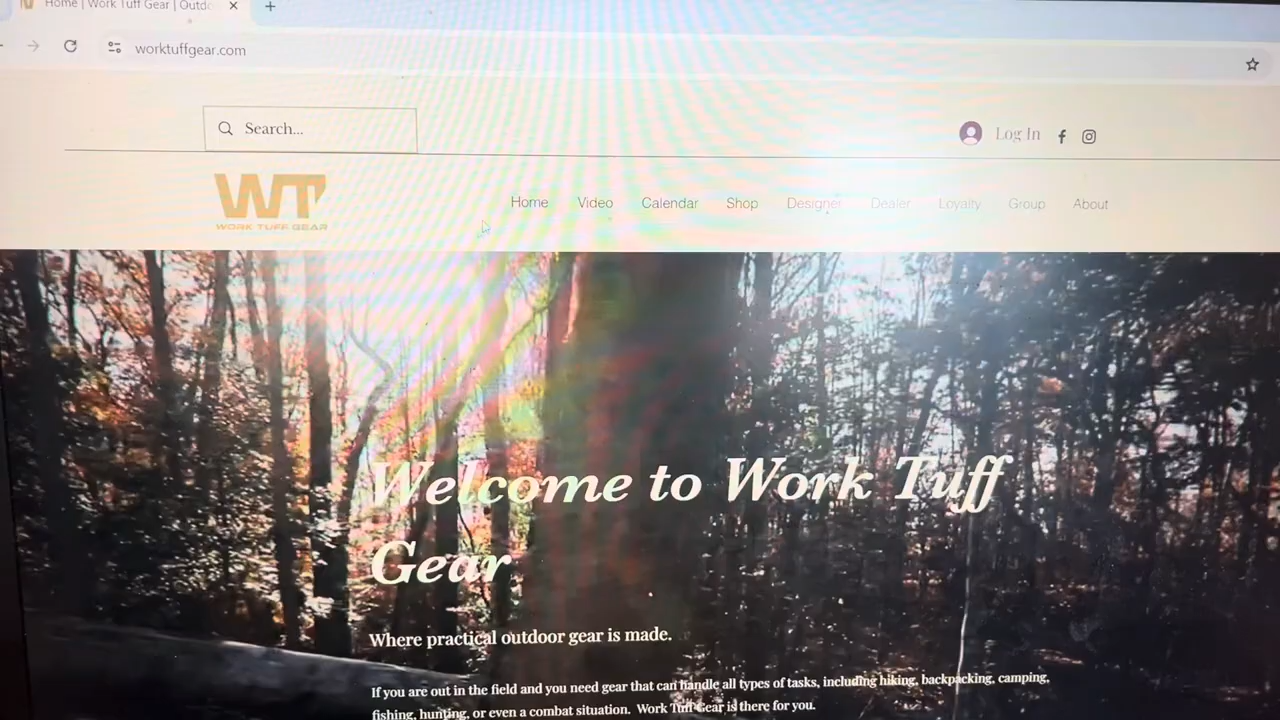 Home | Work Tuff Gear | Outd
worktuffgear.com
Search...
Log In
WT
WORK TUFF GEAR
Home Video Calendar Shop Designer Dealer Loyalty Group About
Welcome to Work Tuff
Gear
Where practical outdoor gear is made.
If you are out in the field and you need gear that can handle all types of tasks, including hiking, backpacking, camping,
fishing, hunting, or even a combat situation. Work Tuff Gear is there for you.